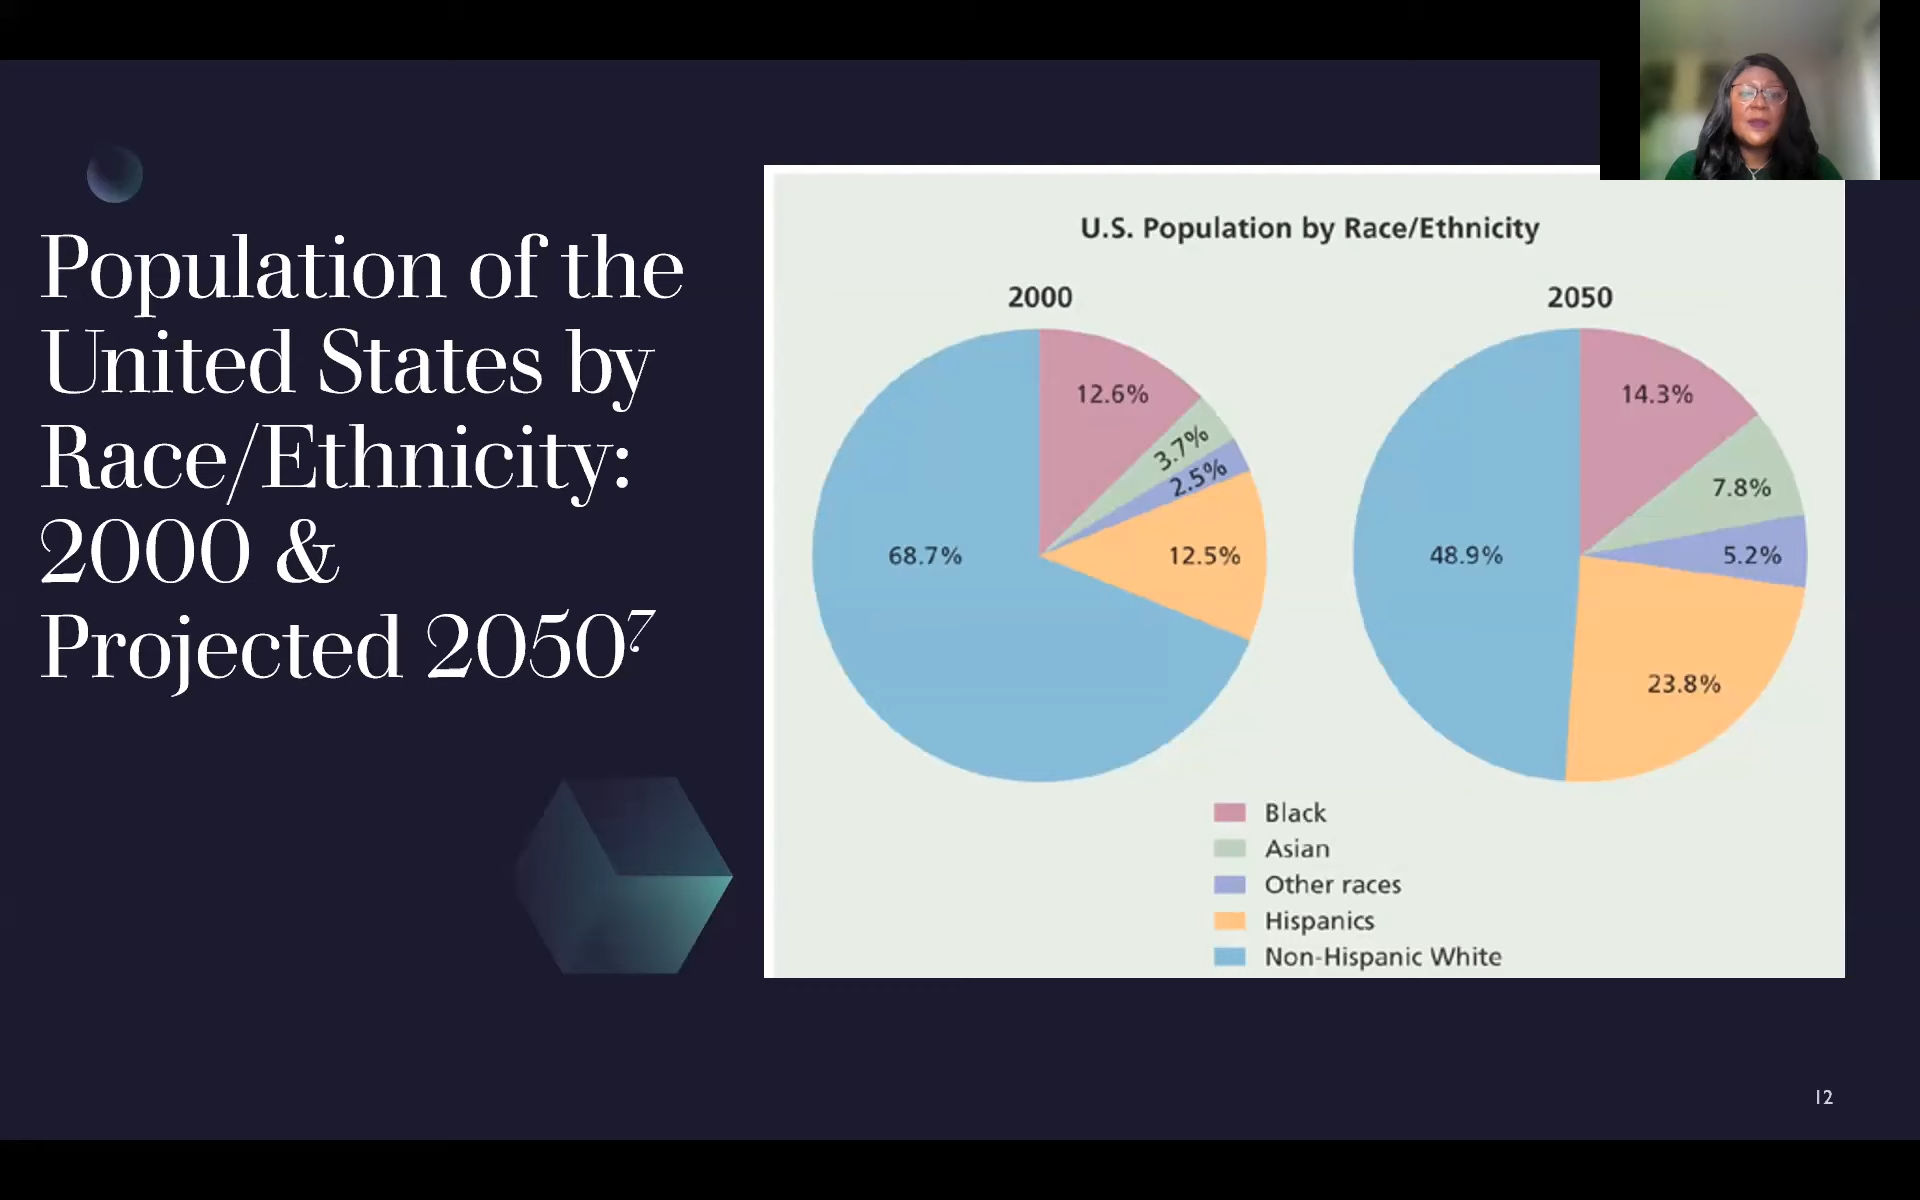 Population of the
United States by
Race/Ethnicity:
2000 &
Projected 2050⁷
U.S. Population by Race/Ethnicity
2000
12.6%
3.7%
2.5%
12.5%
68.7%
2050
14.3%
7.8%
5.2%
23.8%
48.9%
Black
Asian
Other races
Hispanics
Non-Hispanic White
12